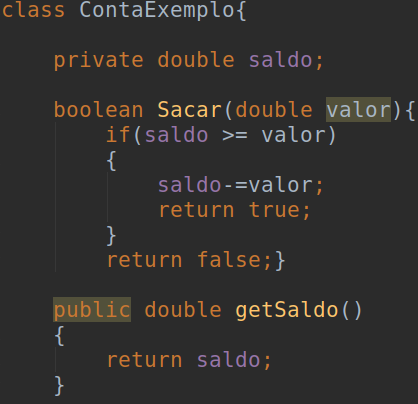 class ContaExemplo{
private double saldo;
boolean Sacar(double valor){
if(saldo >= valor)
{
saldo-=valor;
return true;
}
return false;}
public double getSaldo()
{
return saldo;
}